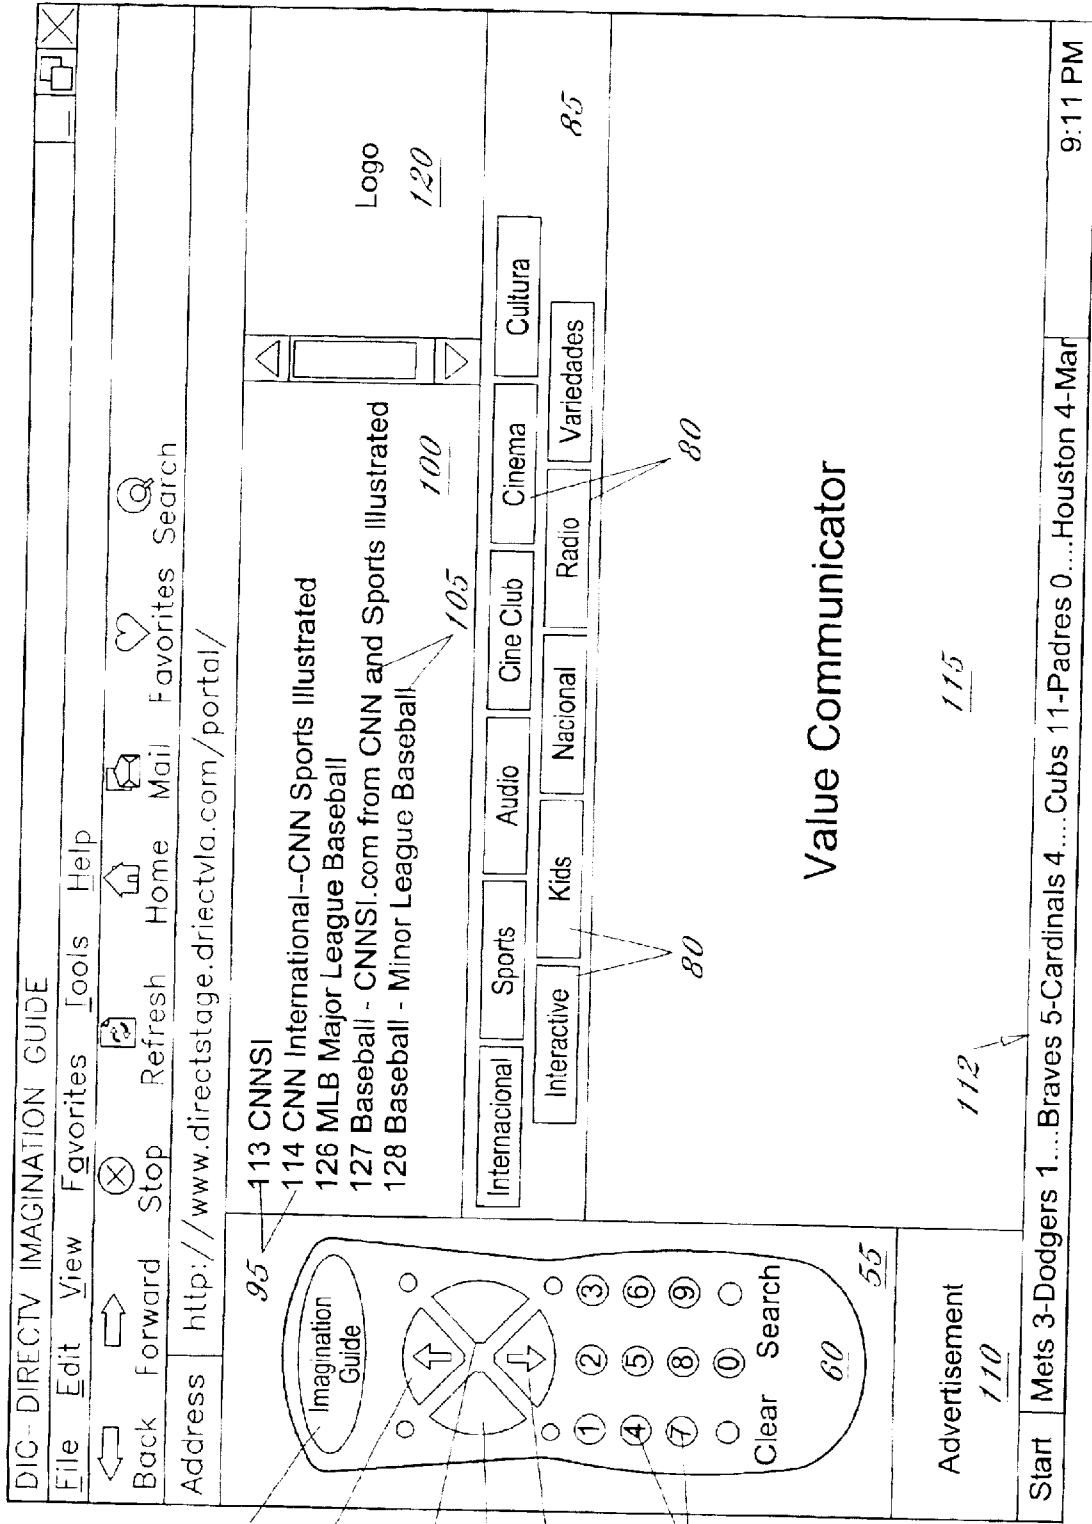 DIC-DIRECTV IMAGINATION GUIDE
File Edit View Favorites Tools Help
Back Forward Stop Refresh Home Mail Favorites Search
Address http://www.directstage.driectvla.com/portal/
95
Imagination
Guide
1 2 3
4 5 6
7 8 9
0
Clear Search
60
55
113 CNNSI
114 CNN International--CNN Sports Illustrated
126 MLB Major League Baseball
127 Baseball - CNNSI.com from CNN and Sports Illustrated
128 Baseball - Minor League Baseball
105
100
Logo
120
Internacional Sports Audio Cine Club Cinema Cultura
Interactive Kids Nacional Radio Variedades
85
80
80
Value Communicator
115
Advertisement
110
112
Start Mets 3-Dodgers 1....Braves 5-Cardinals 4....Cubs 11-Padres 0....Houston 4-Mar
9:11 PM